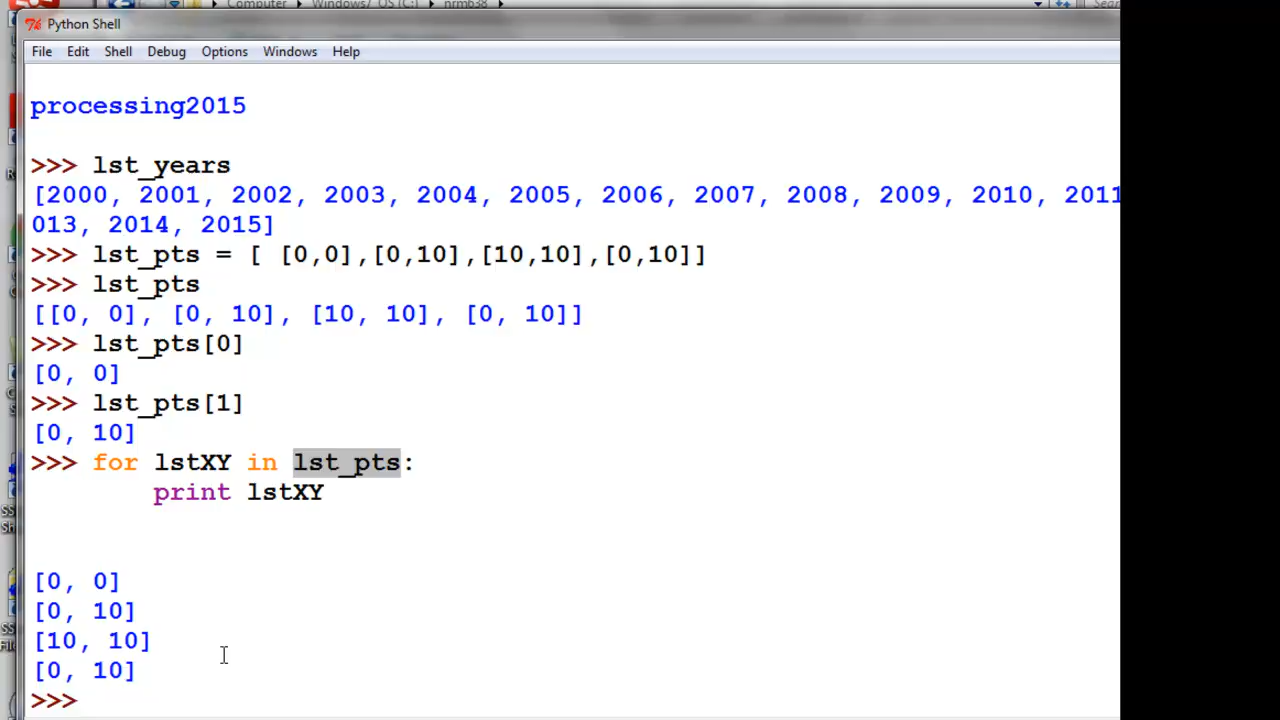 Computer Windows7_OS (C:) nrm638
Python Shell
File Edit Shell Debug Options Windows Help
processing2015
>>> lst_years
[2000, 2001, 2002, 2003, 2004, 2005, 2006, 2007, 2008, 2009, 2010, 2011
013, 2014, 2015]
>>> lst_pts = [ [0,0],[0,10],[10,10],[0,10]]
>>> lst_pts
[[0, 0], [0, 10], [10, 10], [0, 10]]
>>> lst_pts[0]
[0, 0]
>>> lst_pts[1]
[0, 10]
>>> for lstXY in lst_pts:
print lstXY
[0, 0]
[0, 10]
[10, 10]
[0, 10]
>>>